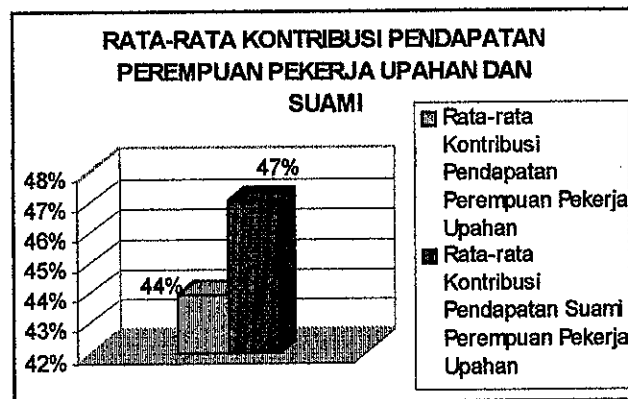 RATA-RATA KONTRIBUSI PENDAPATAN
PEREMPUAN PEKERJA UPAHAN DAN
SUAMI
48%
47%
46%
45%
44%
43%
42%
44%
47%
Rata-rata
Kontribusi
Pendapatan
Perempuan Pekerja
Upahan
Rata-rata
Kontribusi
Pendapatan Suami
Perempuan Pekerja
Upahan